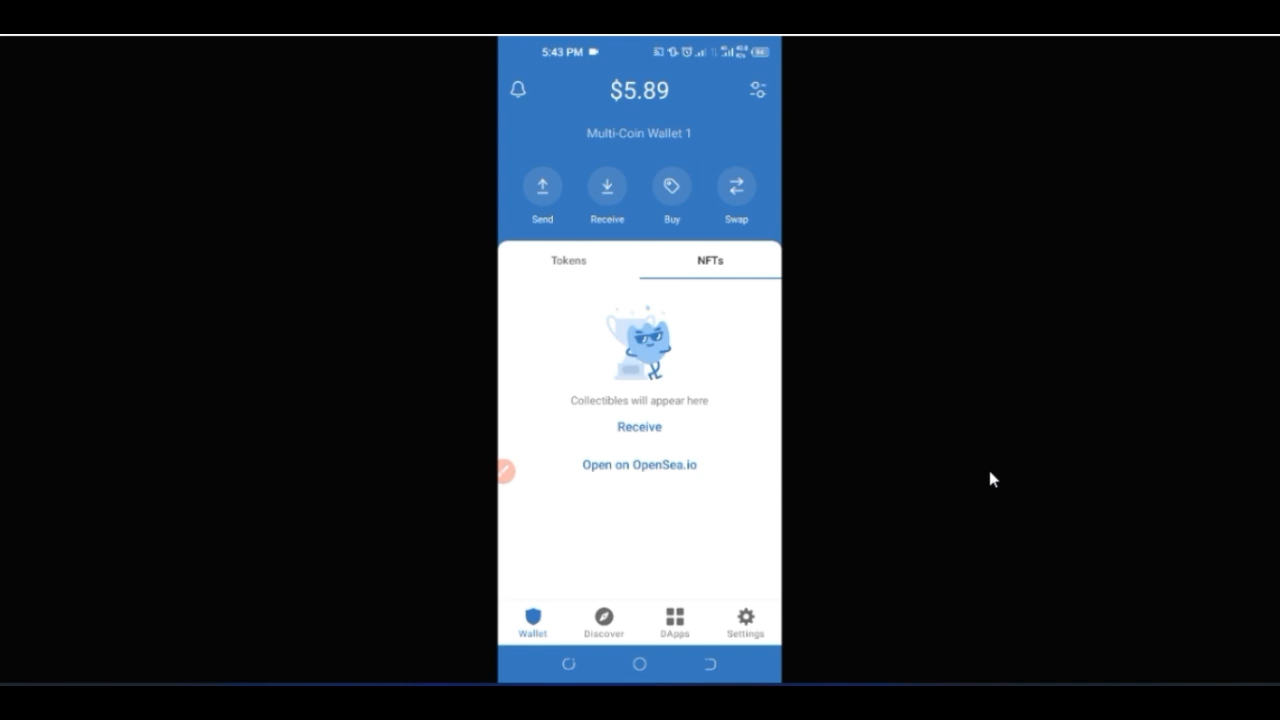 5:43 PM
$5.89
Multi-Coin Wallet 1
Send Receive Buy Swap
Tokens NFTs
Collectibles will appear here
Receive
Open on OpenSea.io
Wallet Discover DApps Settings